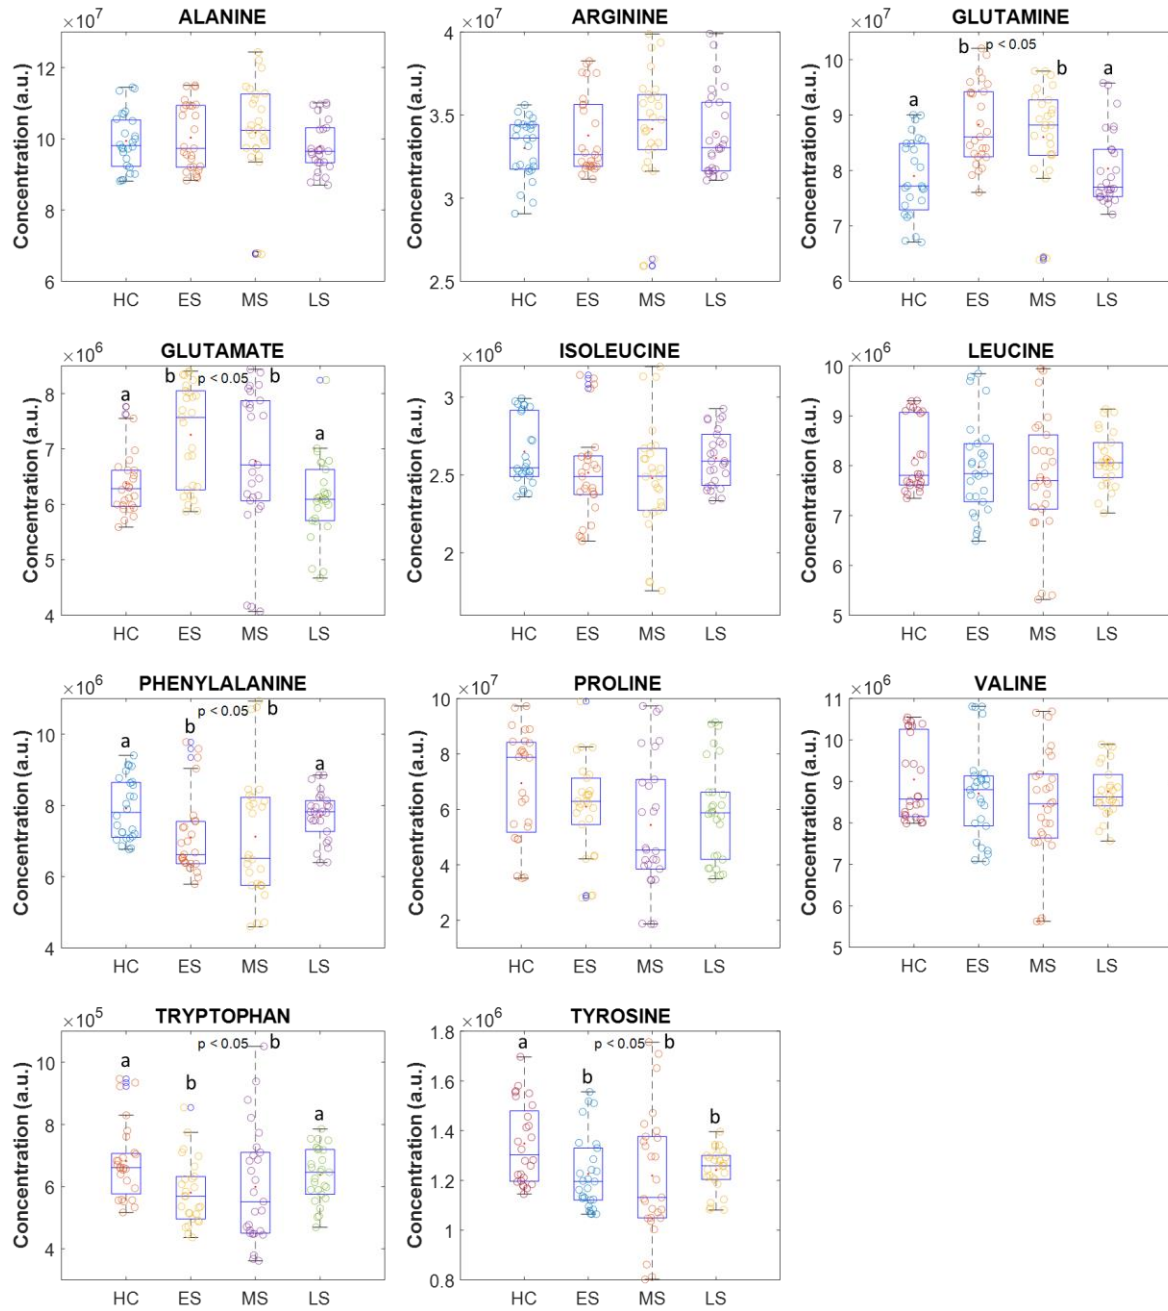 ALANINE
×10⁷
Concentration (a.u.)
12
10
8
6
HC ES MS LS
ARGININE
×10⁷
Concentration (a.u.)
4
3.5
3
2.5
HC ES MS LS
GLUTAMINE
×10⁷
Concentration (a.u.)
10
9
8
7
6
a b p < 0.05 b a
HC ES MS LS
GLUTAMATE
×10⁶
Concentration (a.u.)
8
7
6
5
4
a b p < 0.05 b a
HC ES MS LS
ISOLEUCINE
×10⁶
Concentration (a.u.)
3
2.5
2
HC ES MS LS
LEUCINE
×10⁶
Concentration (a.u.)
10
9
8
7
6
5
HC ES MS LS
PHENYLALANINE
×10⁶
Concentration (a.u.)
10
8
6
4
a b p < 0.05 b a
HC ES MS LS
PROLINE
×10⁷
Concentration (a.u.)
10
8
6
4
2
HC ES MS LS
VALINE
×10⁶
Concentration (a.u.)
11
10
9
8
7
6
5
HC ES MS LS
TRYPTOPHAN
×10⁵
Concentration (a.u.)
10
8
6
4
a b p < 0.05 b a
HC ES MS LS
TYROSINE
×10⁶
Concentration (a.u.)
1.8
1.6
1.4
1.2
1
0.8
a b p < 0.05 b b
HC ES MS LS